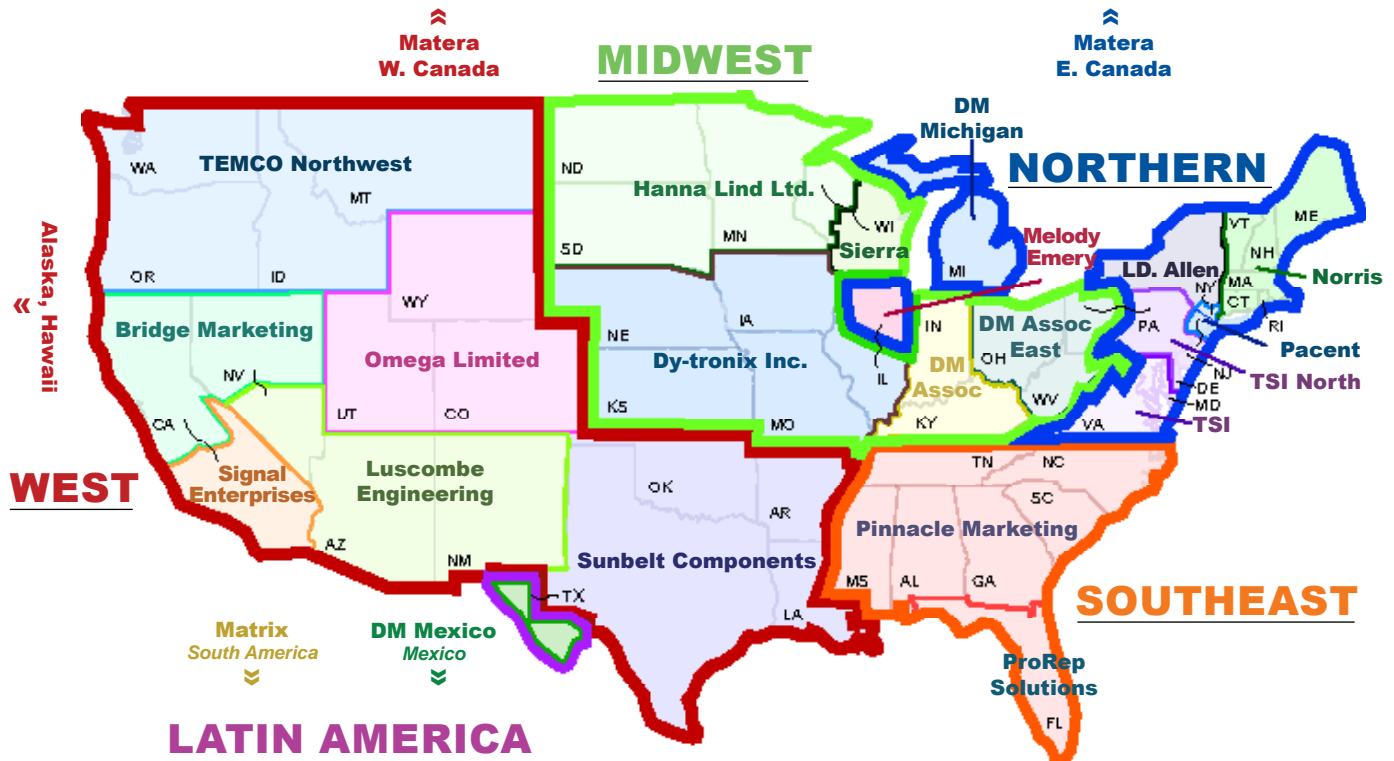 Matera
W. Canada
MIDWEST
Matera
E. Canada
DM
Michigan
NORTHERN
WA
TEMCO Northwest
MT
OR
ID
ND
Hanna Lind Ltd.
SD
MN
WI
Sierra
MI
Melody
Emery
LD. Allen
NY
VT
ME
NH
MA
CT
RI
Norris
Alaska, Hawaii
Bridge Marketing
NV
CA
WY
Omega Limited
UT
CO
NE
IA
Dy-tronix Inc.
KS
MO
IL
IN
DM
Assoc
KY
DM Assoc
East
OH
WV
PA
Pacent
NJ
TSI North
DE
MD
TSI
VA
WEST
Signal
Enterprises
Luscombe
Engineering
AZ
NM
OK
AR
Sunbelt Components
TX
LA
TN
NC
SC
Pinnacle Marketing
MS
AL
GA
SOUTHEAST
ProRep
Solutions
FL
Matrix
South America
DM Mexico
Mexico
LATIN AMERICA